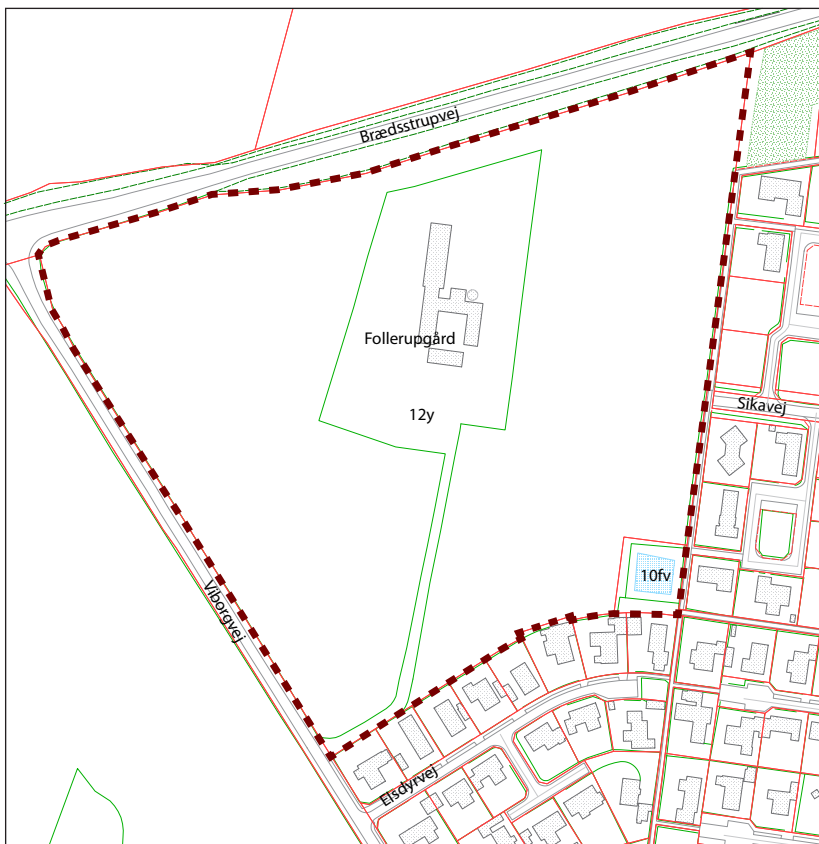 Brædsstrupvej
Follerupgård
12y
Sikavej
10fv
Viborgvej
Elsdyrvej